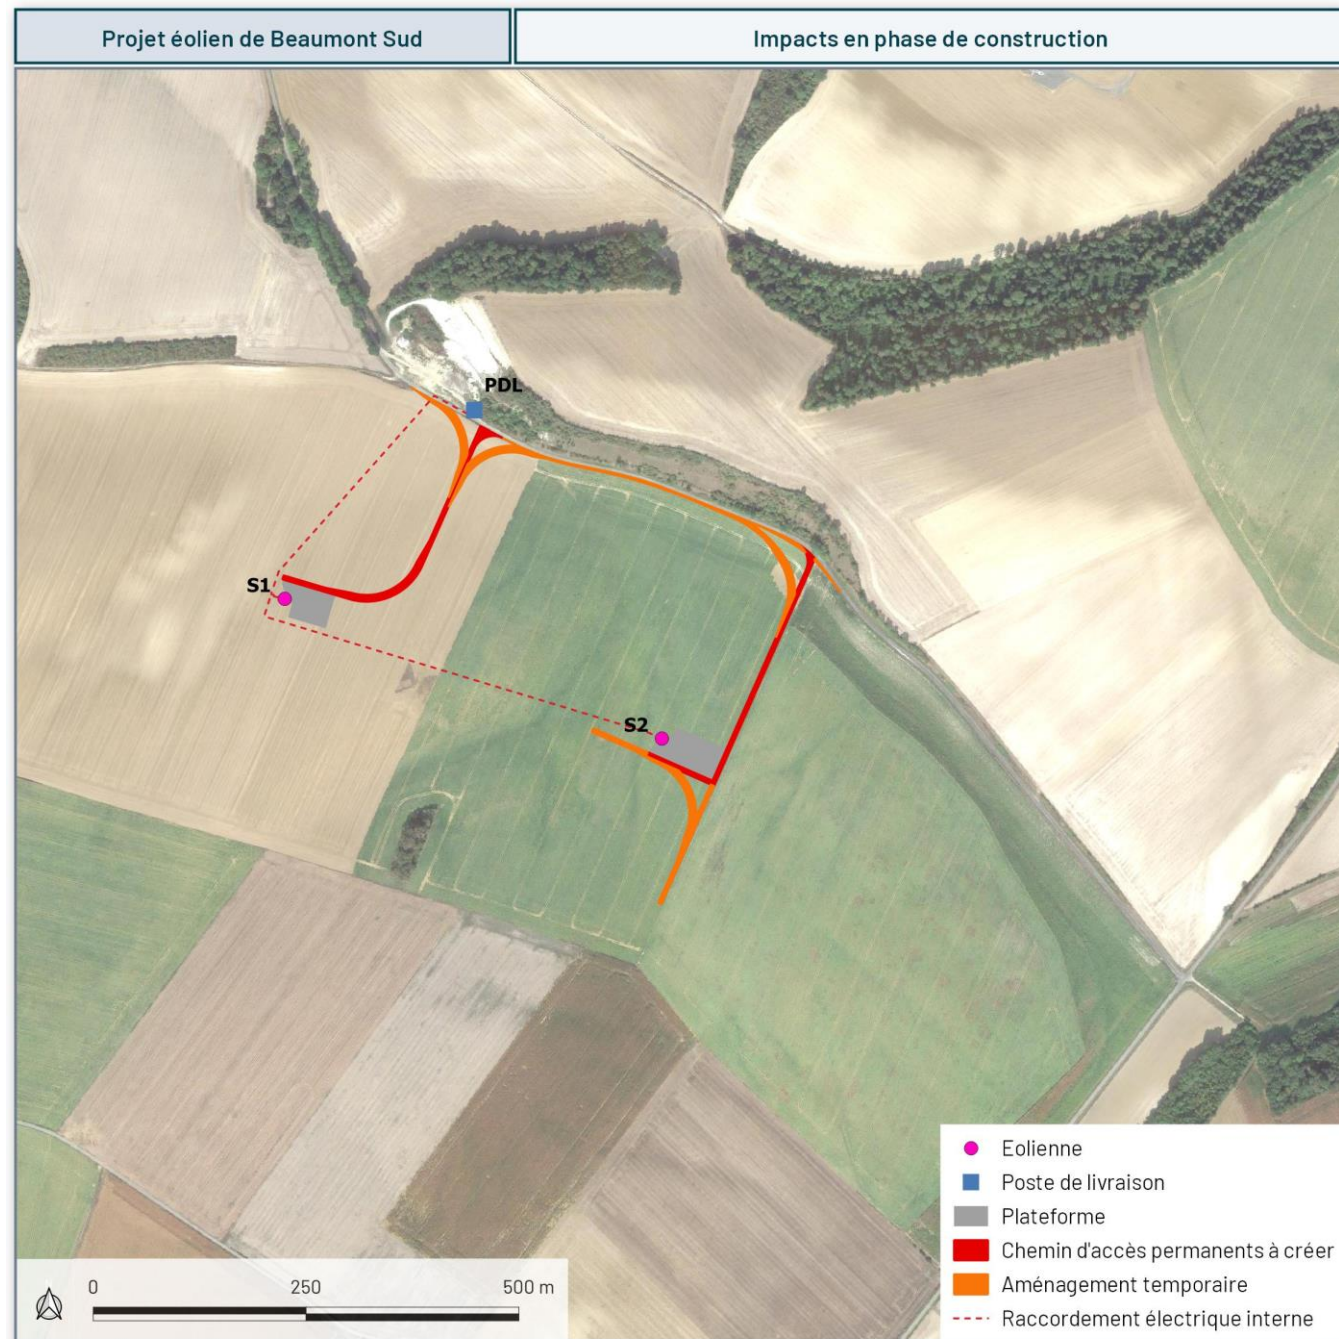 Projet éolien de Beaumont Sud
Impacts en phase de construction
PDL
S1
S2
Eolienne
Poste de livraison
Plateforme
Chemin d'accès permanents à créer
Aménagement temporaire
Raccordement électrique interne
0 250 500 m